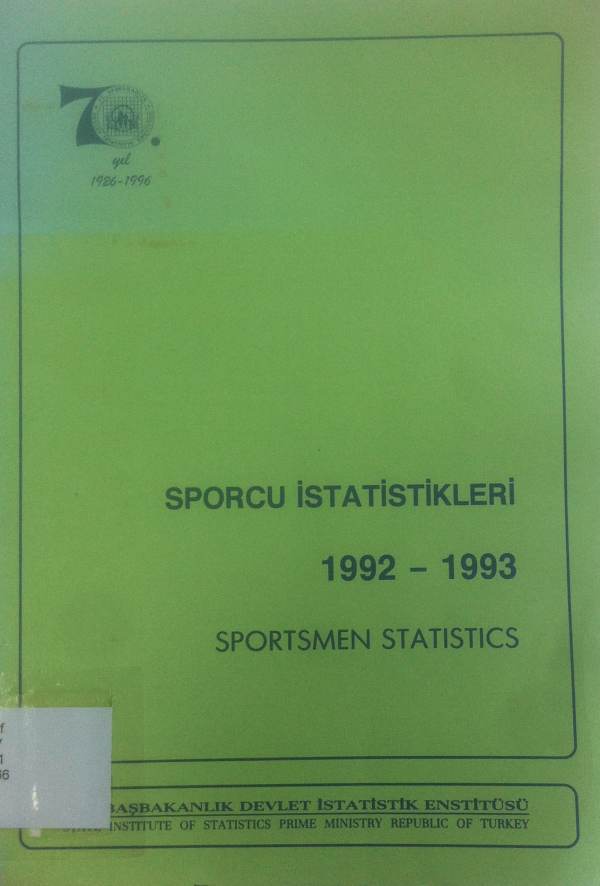 70.
yıl
1926-1996
SPORCU İSTATİSTİKLERİ
1992 – 1993
SPORTSMEN STATISTICS
BAŞBAKANLIK DEVLET İSTATİSTİK ENSTİTÜSÜ
INSTITUTE OF STATISTICS PRIME MINISTRY REPUBLIC OF TURKEY